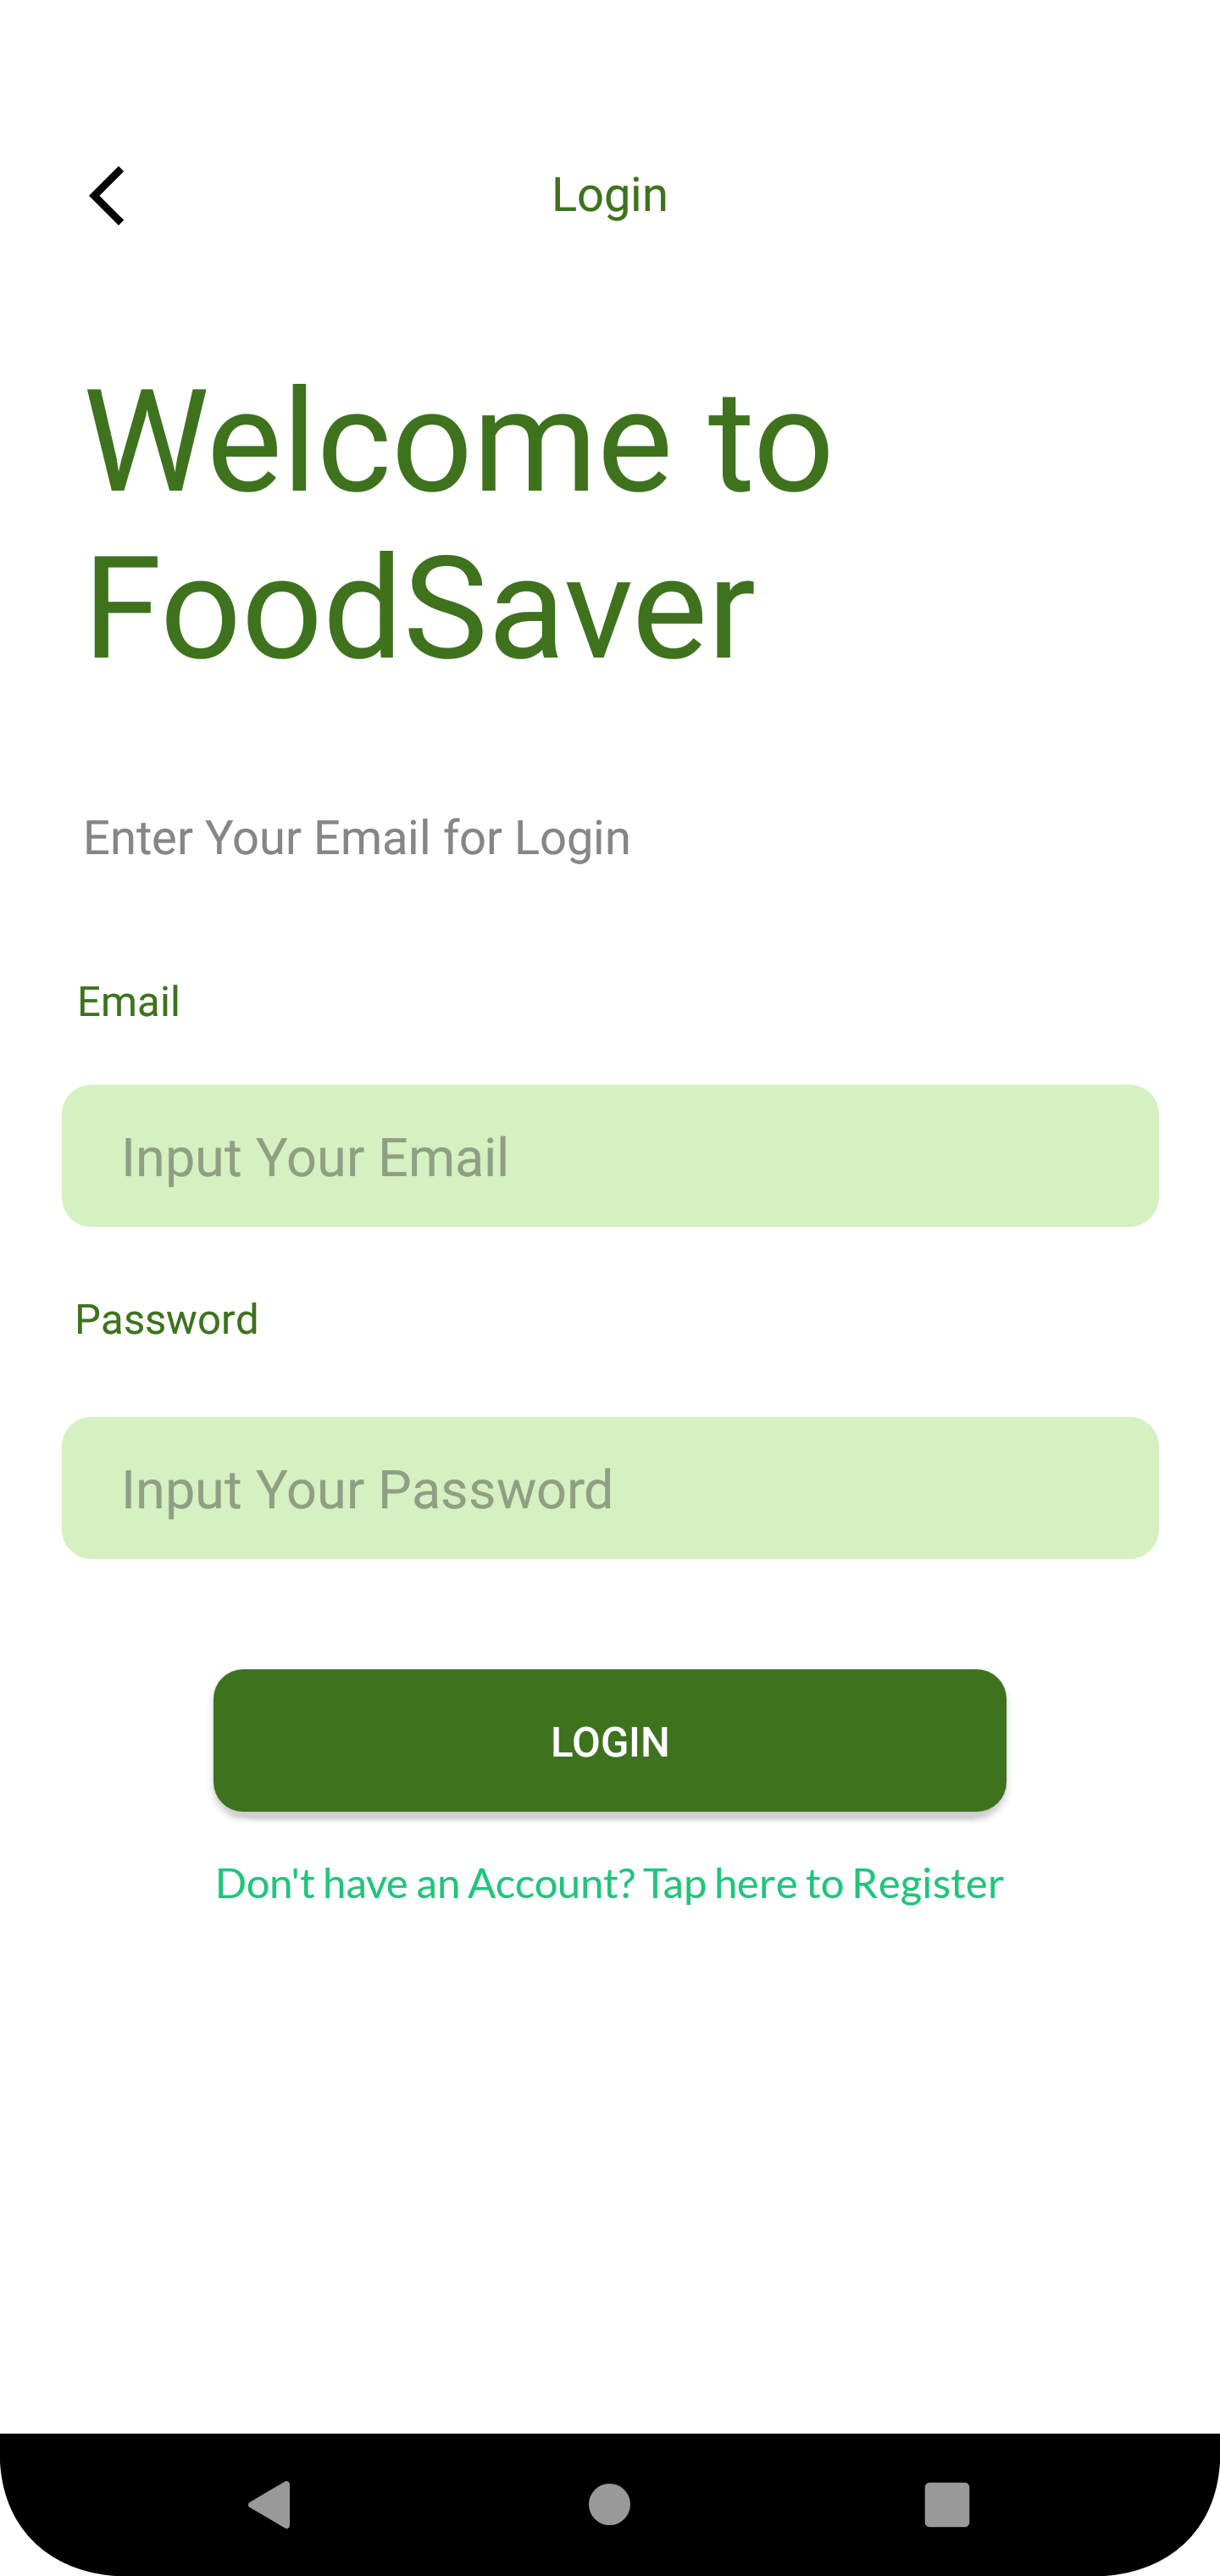 Login
Welcome to
FoodSaver
Enter Your Email for Login
Email
Input Your Email
Password
Input Your Password
LOGIN
Don't have an Account? Tap here to Register